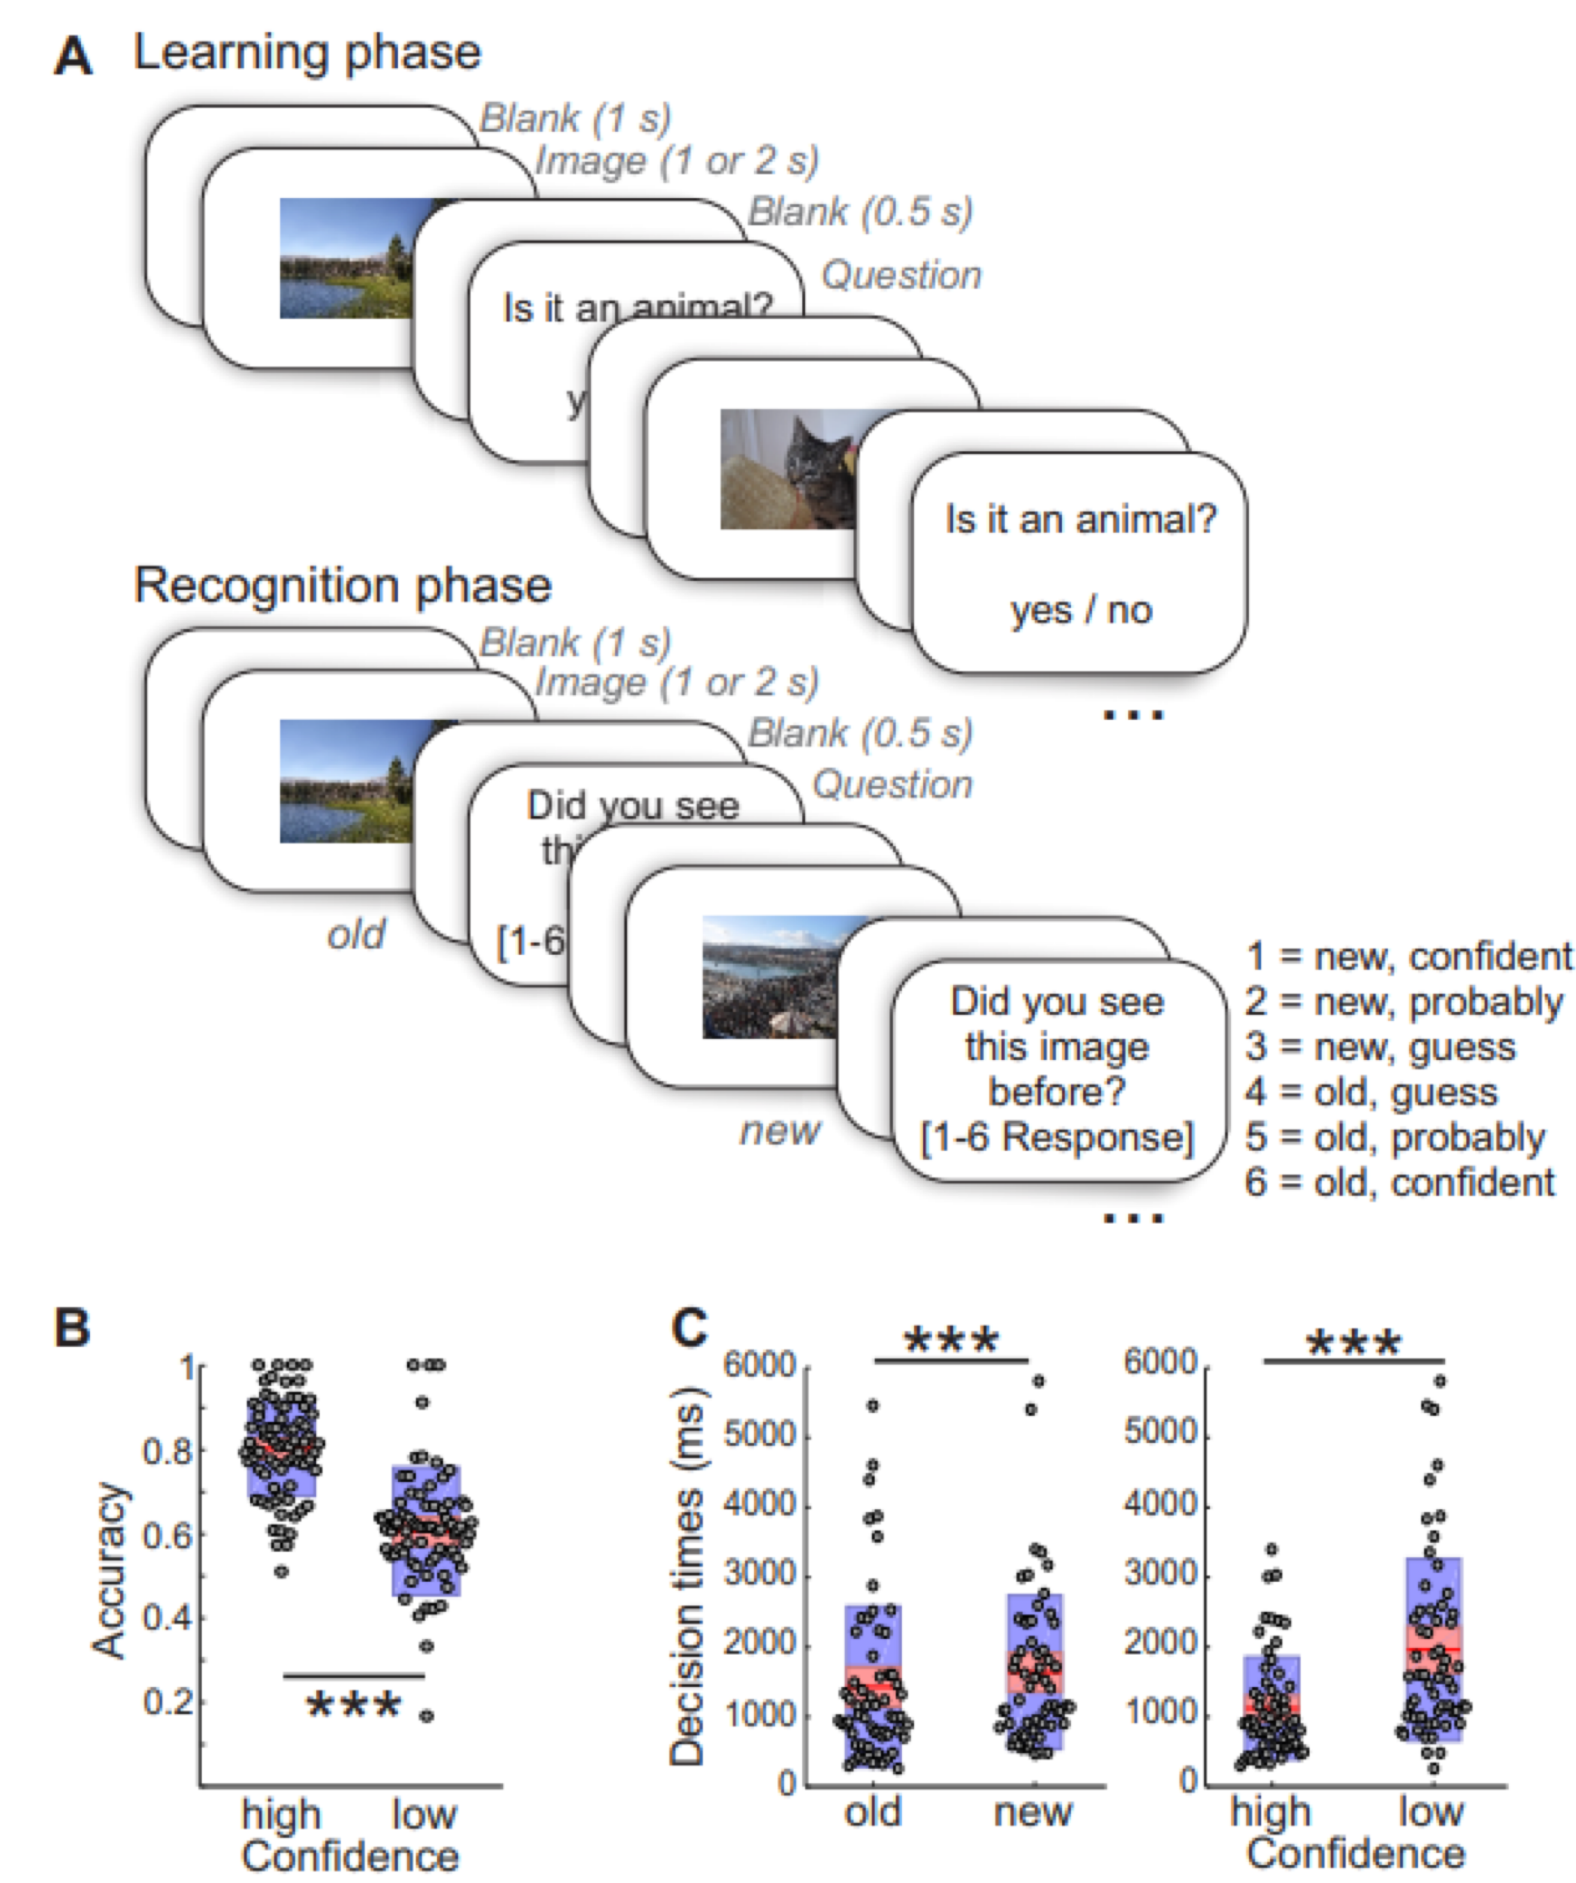 A Learning phase
Blank (1 s)
Image (1 or 2 s)
Blank (0.5 s)
Question
Is it an animal?
y
Is it an animal?
yes / no
...
Recognition phase
Blank (1 s)
Image (1 or 2 s)
Blank (0.5 s)
Question
Did you see
thi
[1-6
old
new
Did you see
this image
before?
[1-6 Response]
1 = new, confident
2 = new, probably
3 = new, guess
4 = old, guess
5 = old, probably
6 = old, confident
...
B
Accuracy
1
0.8
0.6
0.4
0.2
***
high low
Confidence
C
Decision times (ms)
***
6000
5000
4000
3000
2000
1000
0
old new
***
6000
5000
4000
3000
2000
1000
0
high low
Confidence